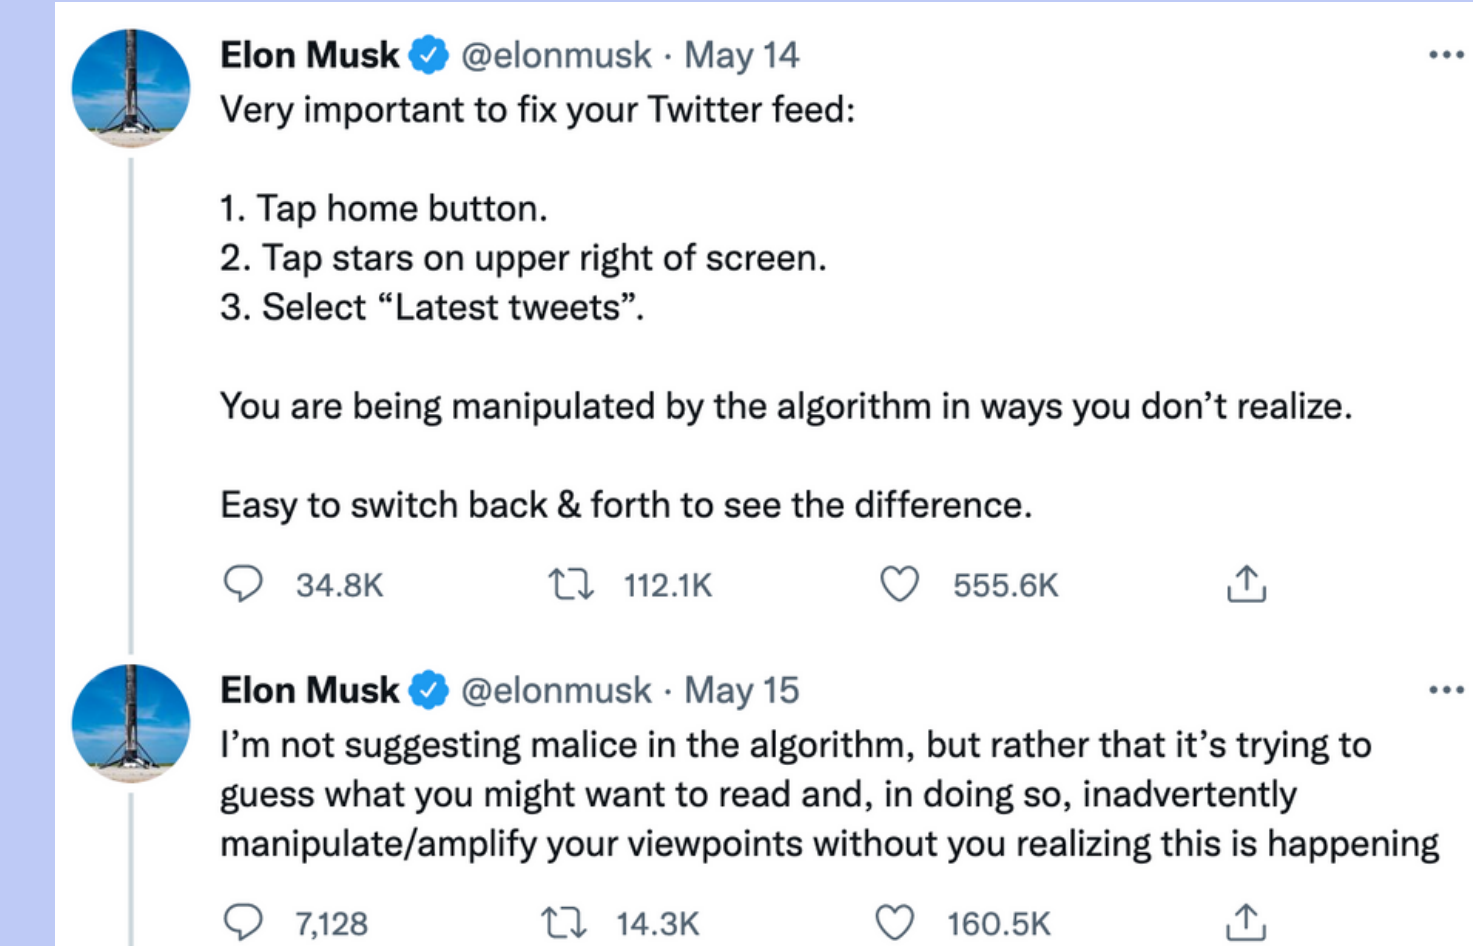 Elon Musk @elonmusk · May 14
Very important to fix your Twitter feed:
1. Tap home button.
2. Tap stars on upper right of screen.
3. Select “Latest tweets”.
You are being manipulated by the algorithm in ways you don’t realize.
Easy to switch back & forth to see the difference.
34.8K 112.1K 555.6K
Elon Musk @elonmusk · May 15
I’m not suggesting malice in the algorithm, but rather that it’s trying to
guess what you might want to read and, in doing so, inadvertently
manipulate/amplify your viewpoints without you realizing this is happening
7,128 14.3K 160.5K